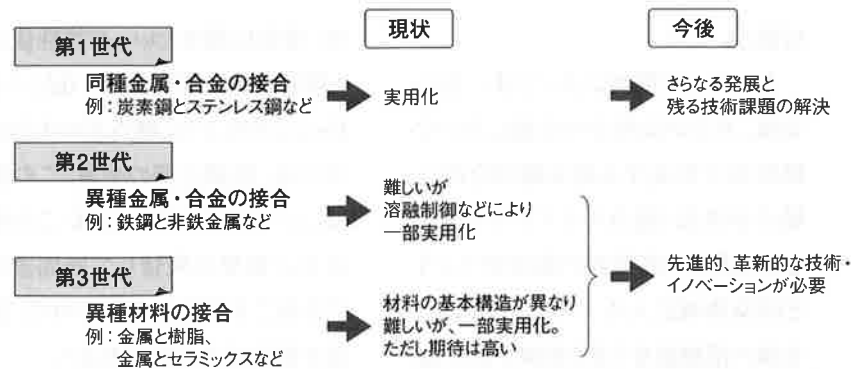 現状
今後
第1世代
同種金属・合金の接合
例：炭素鋼とステンレス鋼など
実用化
さらなる発展と
残る技術課題の解決
第2世代
異種金属・合金の接合
例：鉄鋼と非鉄金属など
難しいが
溶融制御などにより
一部実用化
第3世代
異種材料の接合
例：金属と樹脂、
金属とセラミックスなど
材料の基本構造が異なり
難しいが、一部実用化。
ただし期待は高い
先進的、革新的な技術・
イノベーションが必要